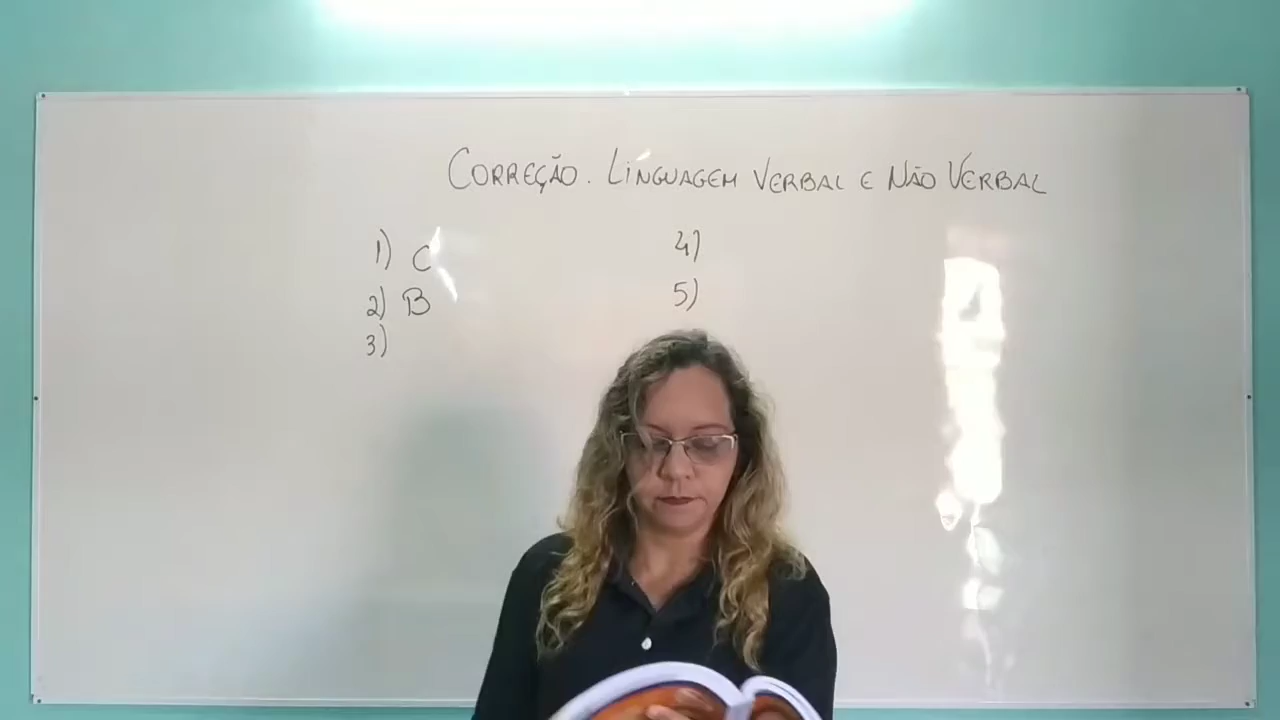 CORREÇÃO. LINGUAGEM VERBAL E NÃO VERBAL
1) C
2) B
3)
4)
5)